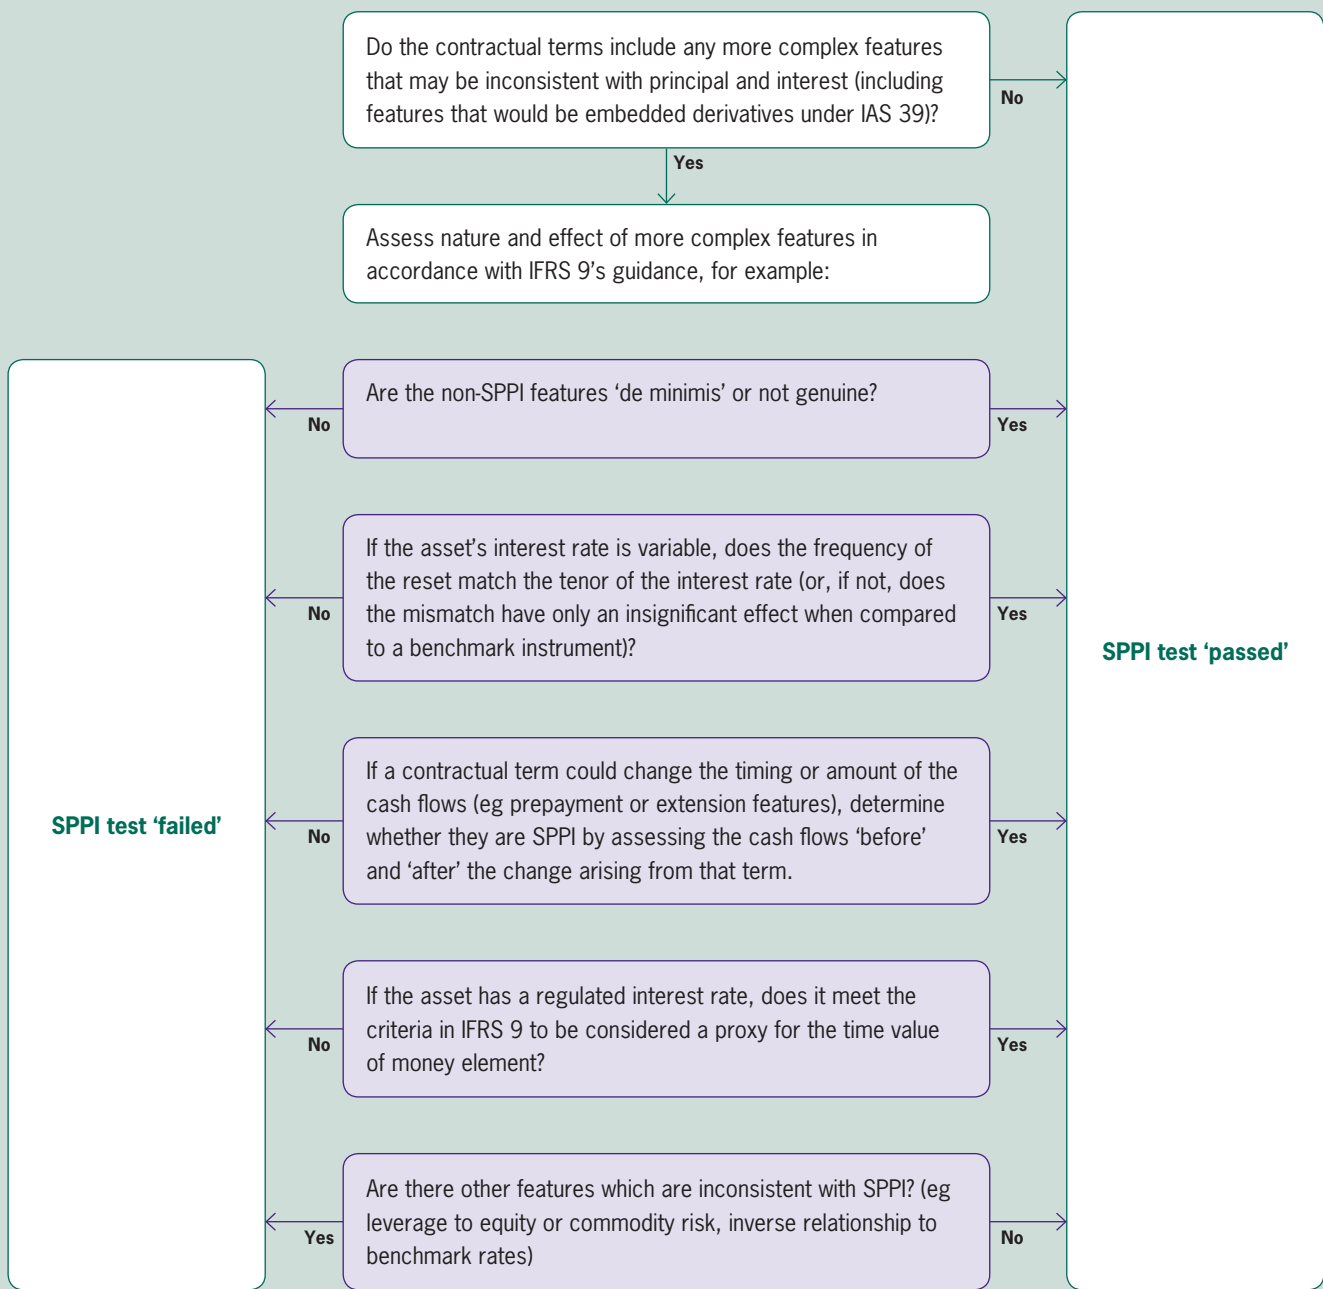 Do the contractual terms include any more complex features
that may be inconsistent with principal and interest (including
features that would be embedded derivatives under IAS 39)?
No
Yes
Assess nature and effect of more complex features in
accordance with IFRS 9’s guidance, for example:
Are the non-SPPI features ‘de minimis’ or not genuine?
No
Yes
If the asset’s interest rate is variable, does the frequency of
the reset match the tenor of the interest rate (or, if not, does
the mismatch have only an insignificant effect when compared
to a benchmark instrument)?
No
Yes
SPPI test ‘passed’
If a contractual term could change the timing or amount of the
cash flows (eg prepayment or extension features), determine
whether they are SPPI by assessing the cash flows ‘before’
and ‘after’ the change arising from that term.
SPPI test ‘failed’
No
Yes
If the asset has a regulated interest rate, does it meet the
criteria in IFRS 9 to be considered a proxy for the time value
of money element?
No
Yes
Are there other features which are inconsistent with SPPI? (eg
leverage to equity or commodity risk, inverse relationship to
benchmark rates)
Yes
No